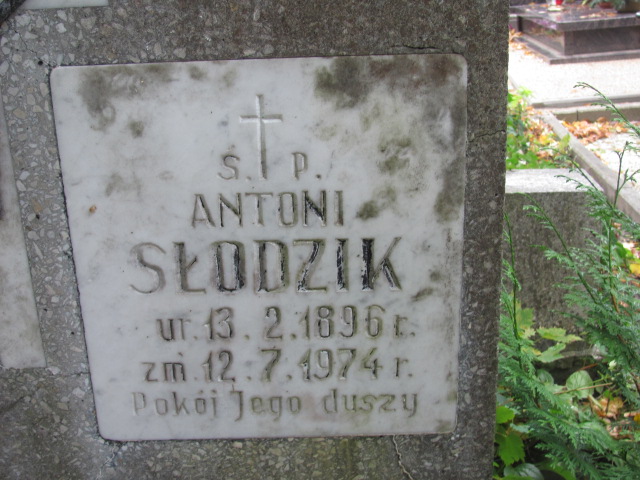 Ś. P.
ANTONI
SŁODZIK
ur. 13. 2. 1896 r.
zm. 12. 7. 1974 r.
Pokój Jego duszy